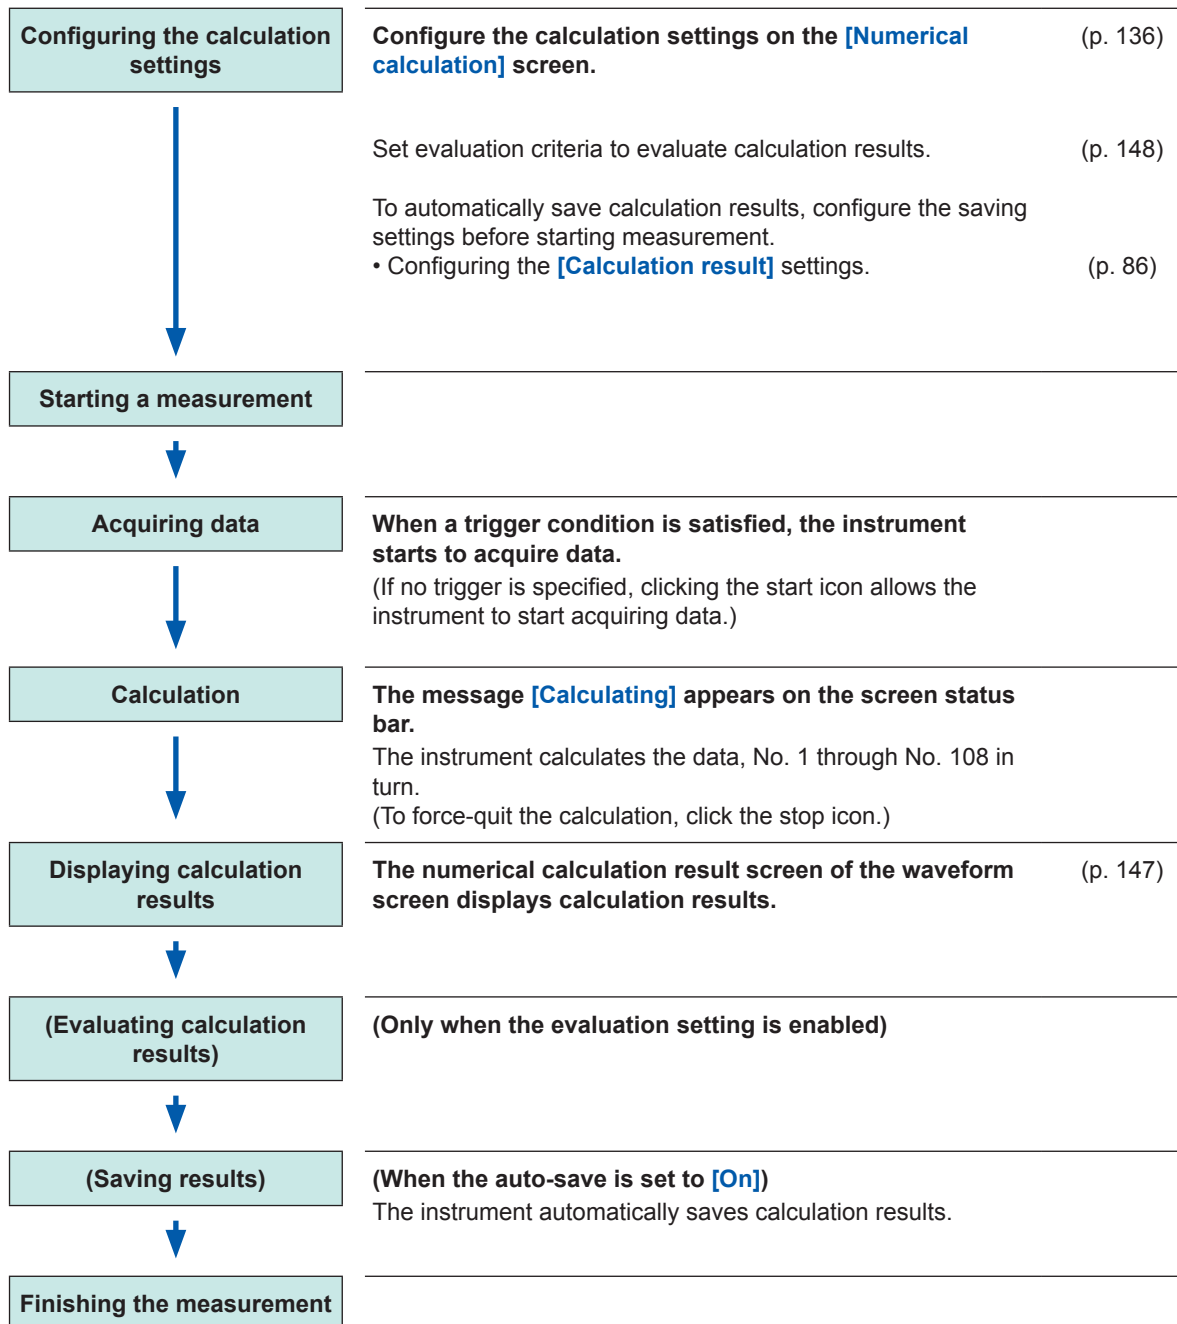 Configuring the calculation
settings
Configure the calculation settings on the [Numerical
calculation] screen.
(p. 136)
Set evaluation criteria to evaluate calculation results.
(p. 148)
To automatically save calculation results, configure the saving
settings before starting measurement.
• Configuring the [Calculation result] settings.
(p. 86)
Starting a measurement
Acquiring data
When a trigger condition is satisfied, the instrument
starts to acquire data.
(If no trigger is specified, clicking the start icon allows the
instrument to start acquiring data.)
Calculation
The message [Calculating] appears on the screen status
bar.
The instrument calculates the data, No. 1 through No. 108 in
turn.
(To force-quit the calculation, click the stop icon.)
Displaying calculation
results
The numerical calculation result screen of the waveform
screen displays calculation results.
(p. 147)
(Evaluating calculation
results)
(Only when the evaluation setting is enabled)
(Saving results)
(When the auto-save is set to [On])
The instrument automatically saves calculation results.
Finishing the measurement